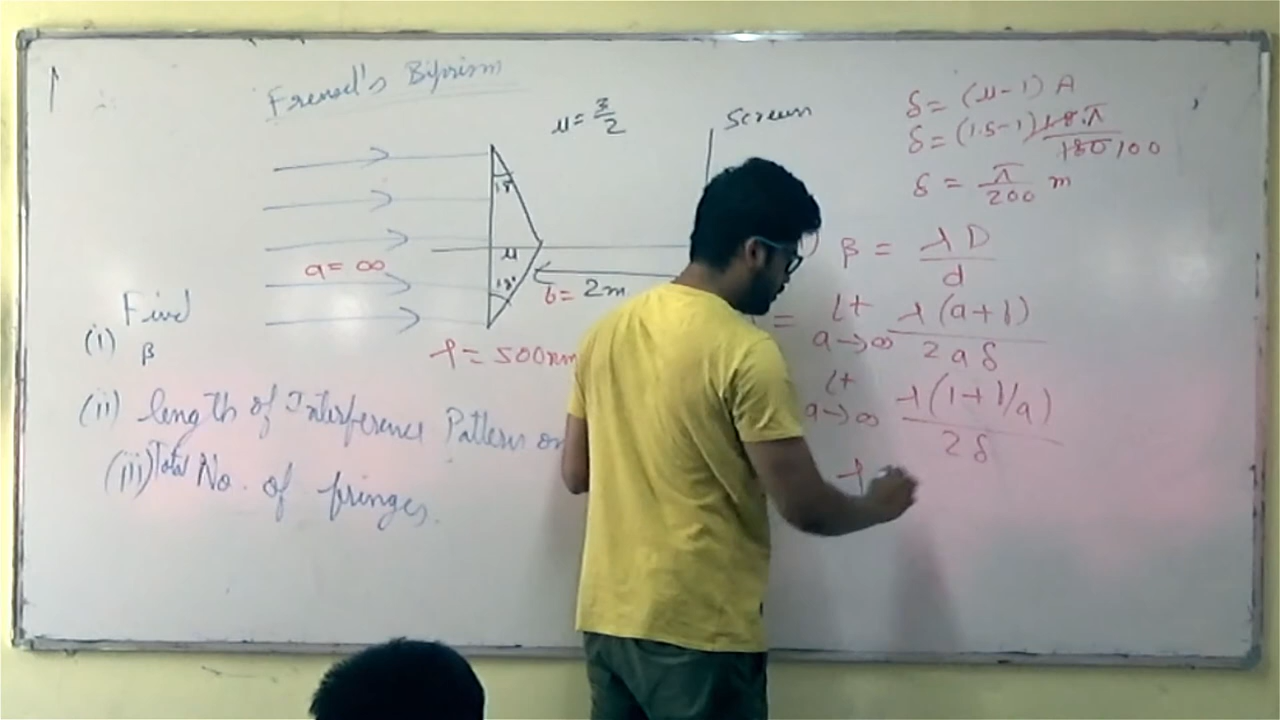 Frensel's Biprism
μ = 3/2
Screen
18°
μ
18°
a = ∞
b = 2m
λ = 500nm
Find
(i) β
(ii) length of Interference Pattern on
(iii) Total No. of fringes.
δ = (μ-1) A
δ = (1.5-1) 1.8.π / 180 100
δ = π / 200 m
) β = λD / d
= Lt a→∞ λ(a+b) / 2aδ
Lt a→∞ λ(1+b/a) / 2δ
λ